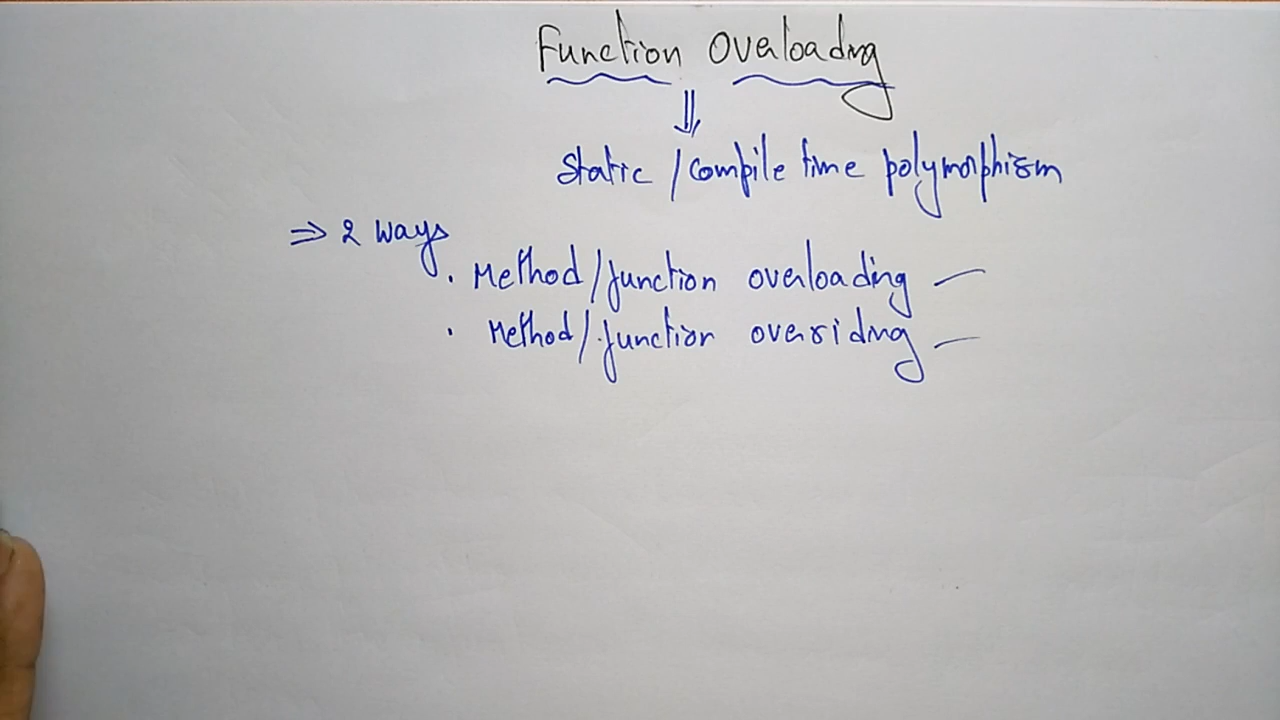 Function Overloading
⇓
Static / Compile time polymorphism
⇒ 2 ways
. Method/function overloading —
. Method/function overriding —